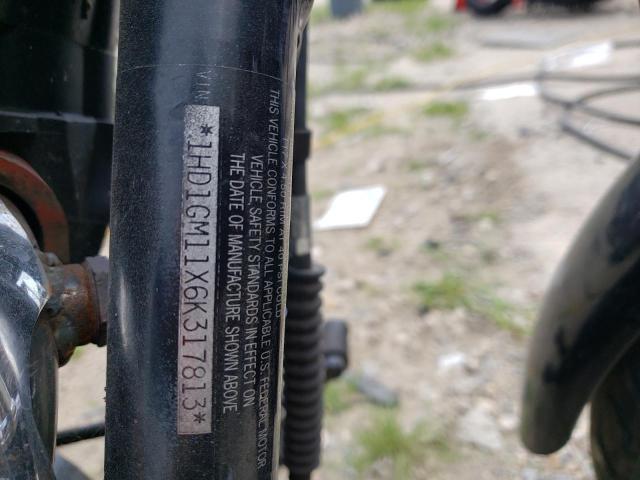 VIN
*1HD1GM11X6K317813*
THIS VEHICLE CONFORMS TO ALL APPLICABLE U.S. FEDERAL MOTOR
VEHICLE SAFETY STANDARDS IN EFFECT ON
THE DATE OF MANUFACTURE SHOWN ABOVE